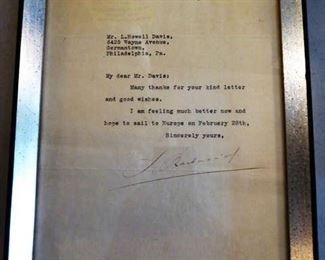 Mr. L.Howell Davis,
6425 Wayne Avenue,
Germantown,
Philadelphia, Pa.
My dear Mr. Davis:
Many thanks for your kind letter
and good wishes.
I am feeling much better now and
hope to sail to Europe on February 28th,
Sincerely yours,